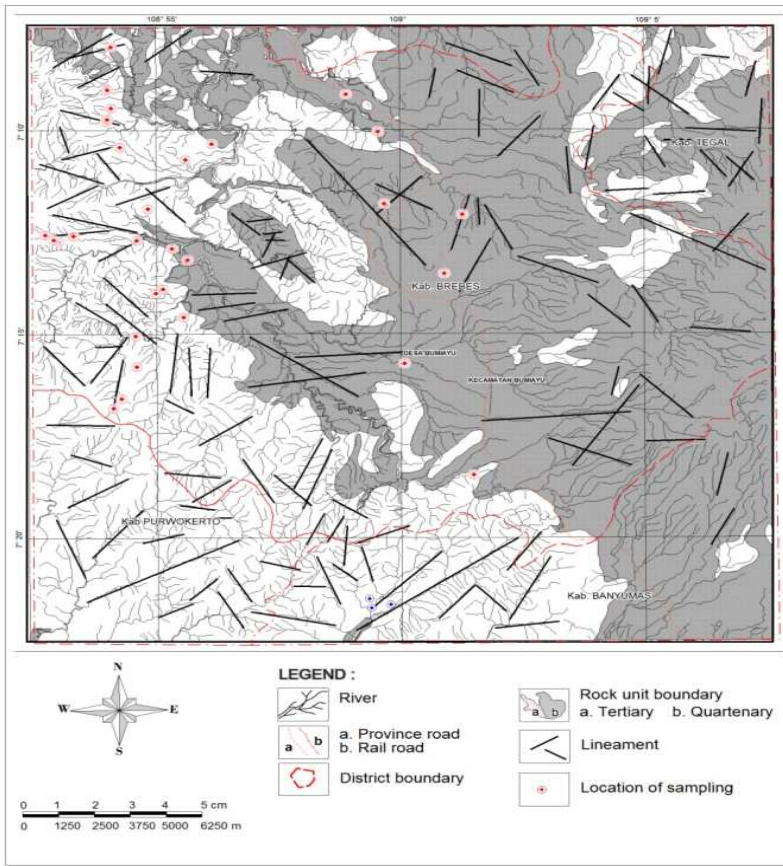 108 55 109 109 5
7 10
Kab. TEGAL
Kab. BREBES
7 15
DESA BUMIAYU
KECAMATAN BUMIAYU
Kab PURWOKERTO
7 20
Kab. BANYUMAS
LEGEND :
River
a b
a. Province road
b. Rail road
District boundary
a b
Rock unit boundary
a. Tertiary b. Quartenary
Lineament
Location of sampling
N
W E
S
0 1 2 3 4 5 cm
0 1250 2500 3750 5000 6250 m